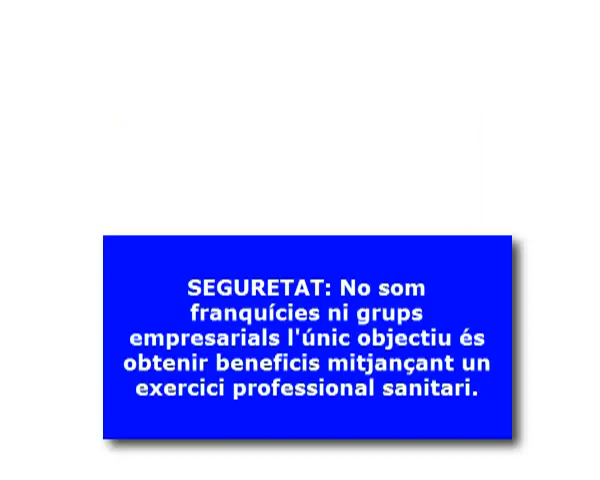 SEGURETAT: No som
franquícies ni grups
empresarials l'únic objectiu és
obtenir beneficis mitjançant un
exercici professional sanitari.